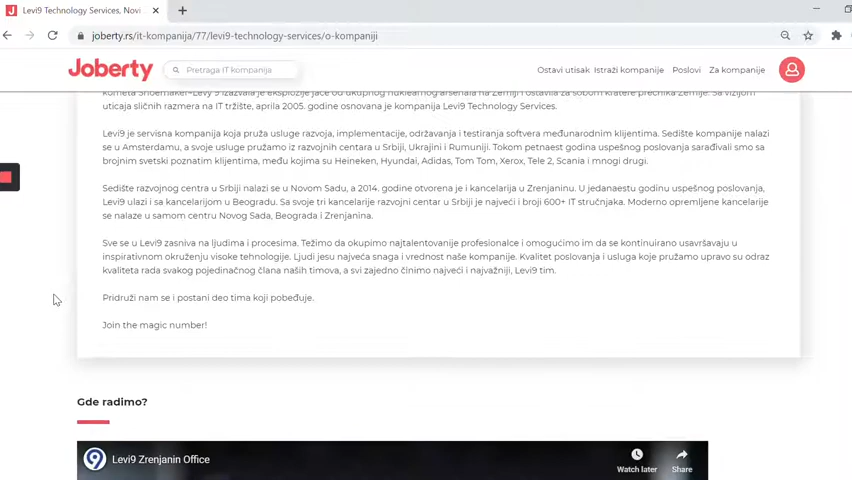 Levi9 Technology Services, Novi
joberty.rs/it-kompanija/77/levi9-technology-services/o-kompaniji
Joberty
Pretraga IT kompanija
Ostavi utisak Istraži kompanije Poslovi Za kompanije
kometa Shoemaker–Levy 9 izazvala je eksplozije jače od ukupnog nuklearnog arsenala na Zemlji i ostavila za sobom kratere prečnika Zemlje. Sa vizijom
uticaja sličnih razmera na IT tržište, aprila 2005. godine osnovana je kompanija Levi9 Technology Services.
Levi9 je servisna kompanija koja pruža usluge razvoja, implementacije, održavanja i testiranja softvera međunarodnim klijentima. Sedište kompanije nalazi
se u Amsterdamu, a svoje usluge pružamo iz razvojnih centara u Srbiji, Ukrajini i Rumuniji. Tokom petnaest godina uspešnog poslovanja sarađivali smo sa
brojnim svetski poznatim klijentima, među kojima su Heineken, Hyundai, Adidas, Tom Tom, Xerox, Tele 2, Scania i mnogi drugi.
Sedište razvojnog centra u Srbiji nalazi se u Novom Sadu, a 2014. godine otvorena je i kancelarija u Zrenjaninu. U jedanaestu godinu uspešnog poslovanja,
Levi9 ulazi i sa kancelarijom u Beogradu. Sa svoje tri kancelarije razvojni centar u Srbiji je najveći i broji 600+ IT stručnjaka. Moderno opremljene kancelarije
se nalaze u samom centru Novog Sada, Beograda i Zrenjanina.
Sve se u Levi9 zasniva na ljudima i procesima. Težimo da okupimo najtalentovanije profesionalce i omogućimo im da se kontinuirano usavršavaju u
inspirativnom okruženju visoke tehnologije. Ljudi jesu najveća snaga i vrednost naše kompanije. Kvalitet poslovanja i usluga koje pružamo upravo su odraz
kvaliteta rada svakog pojedinačnog člana naših timova, a svi zajedno činimo najveći i najvažniji, Levi9 tim.
Pridruži nam se i postani deo tima koji pobeđuje.
Join the magic number!
Gde radimo?
Levi9 Zrenjanin Office
Watch later Share